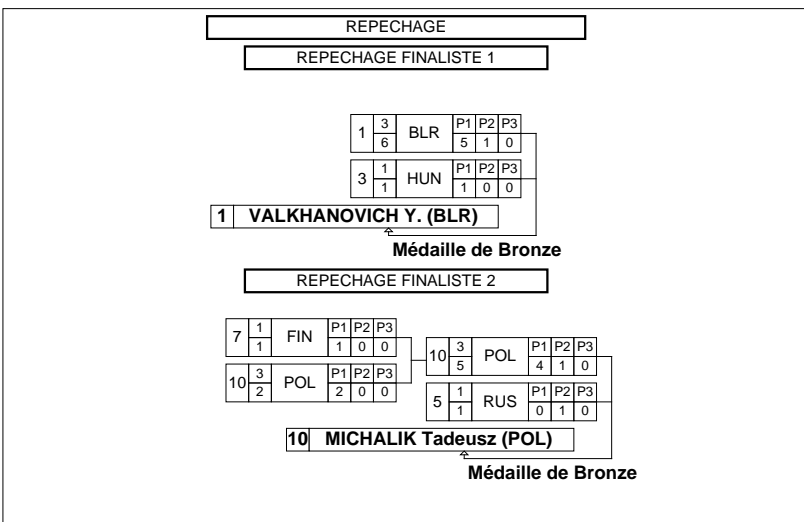 REPECHAGE
REPECHAGE FINALISTE 1
1 3 BLR P1 P2 P3
6 5 1 0
3 1 HUN P1 P2 P3
1 1 0 0
1 VALKHANOVICH Y. (BLR)
Médaille de Bronze
REPECHAGE FINALISTE 2
7 1 FIN P1 P2 P3
1 1 0 0
10 3 POL P1 P2 P3
2 2 0 0
10 3 POL P1 P2 P3
5 4 1 0
5 1 RUS P1 P2 P3
1 0 1 0
10 MICHALIK Tadeusz (POL)
Médaille de Bronze